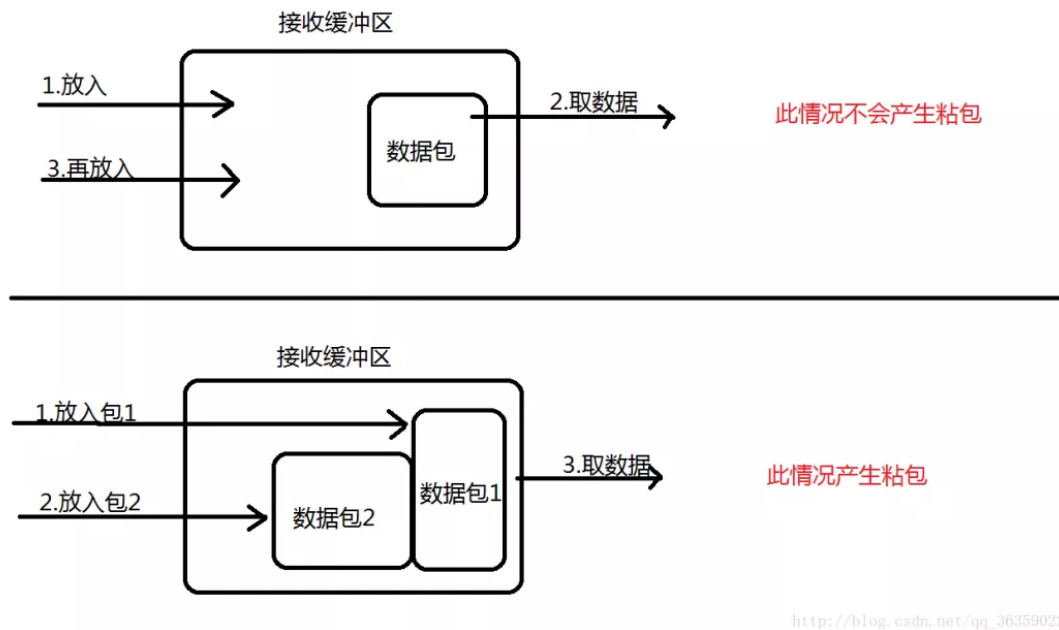 接收缓冲区
1.放入
2.取数据
此情况不会产生粘包
数据包
3.再放入
接收缓冲区
1.放入包1
3.取数据
此情况产生粘包
数据包1
2.放入包2
数据包2
http://blog.csdn.net/qq_3635902